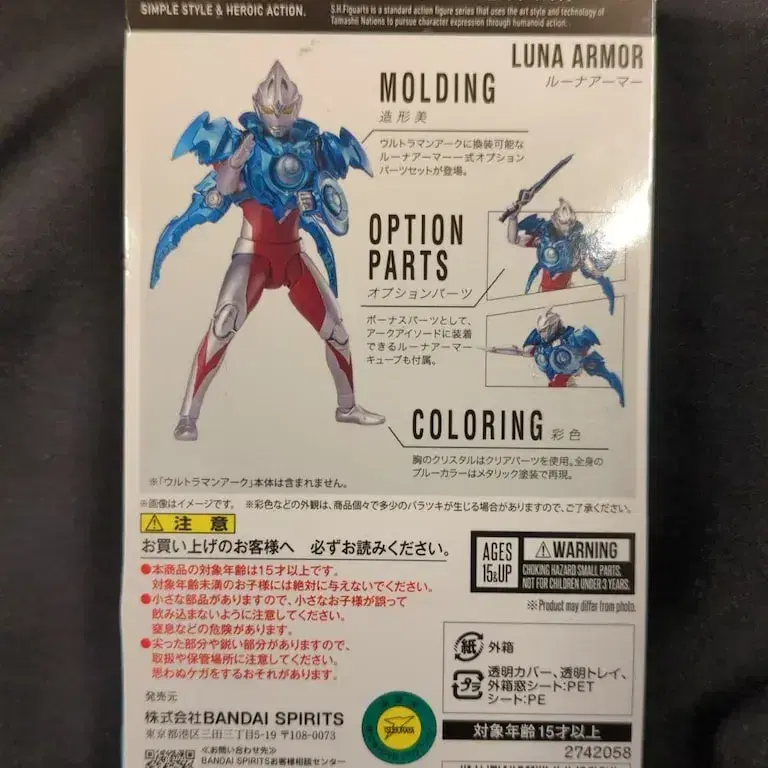 SIMPLE STYLE & HEROIC ACTION.
S.H.Figuarts is a standard action figure series that uses the art style and technology of
Tamashii Nations to pursue character expression through humanoid action.
LUNA ARMOR
ルーナアーマー
MOLDING
造形美
ウルトラマンアークに換装可能な
ルーナアーマー一式オプション
パーツセットが登場。
OPTION
PARTS
オプションパーツ
ボーナスパーツとして、
アークアイソードに装着
できるルーナアーマー
キューブも付属。
COLORING 彩色
胸のクリスタルはクリアパーツを使用。全身の
ブルーカラーはメタリック塗装で再現。
※「ウルトラマンアーク」本体は含まれません。
※画像はイメージです。 ※彩色などの外観は、商品個々で多少のバラツキが生じる場合がありますので、ご了承ください。
注意
お買い上げのお客様へ 必ずお読みください。
●本商品の対象年齢は15才以上です。
対象年齢未満のお子様には絶対に与えないでください。
●小さな部品がありますので、小さなお子様が誤って
飲み込まないように注意してください。
窒息などの危険があります。
●尖った部分や鋭い部分がありますので、
取扱や保管場所に注意してください。
思わぬケガをするおそれがあります。
AGES
15&UP
WARNING
CHOKING HAZARD SMALL PARTS.
NOT FOR CHILDREN UNDER 3 YEARS.
※ Product may differ from photo.
紙 外箱
プラ 透明カバー、透明トレイ、
外箱窓シート:PET
シート:PE
発売元
株式会社BANDAI SPIRITS
東京都港区三田三丁目5-19 〒108-0073
≪お問い合わせ先≫
BANDAI SPIRITSお客様相談センター
TSUBURAYA
対象年齢15才以上
2742058